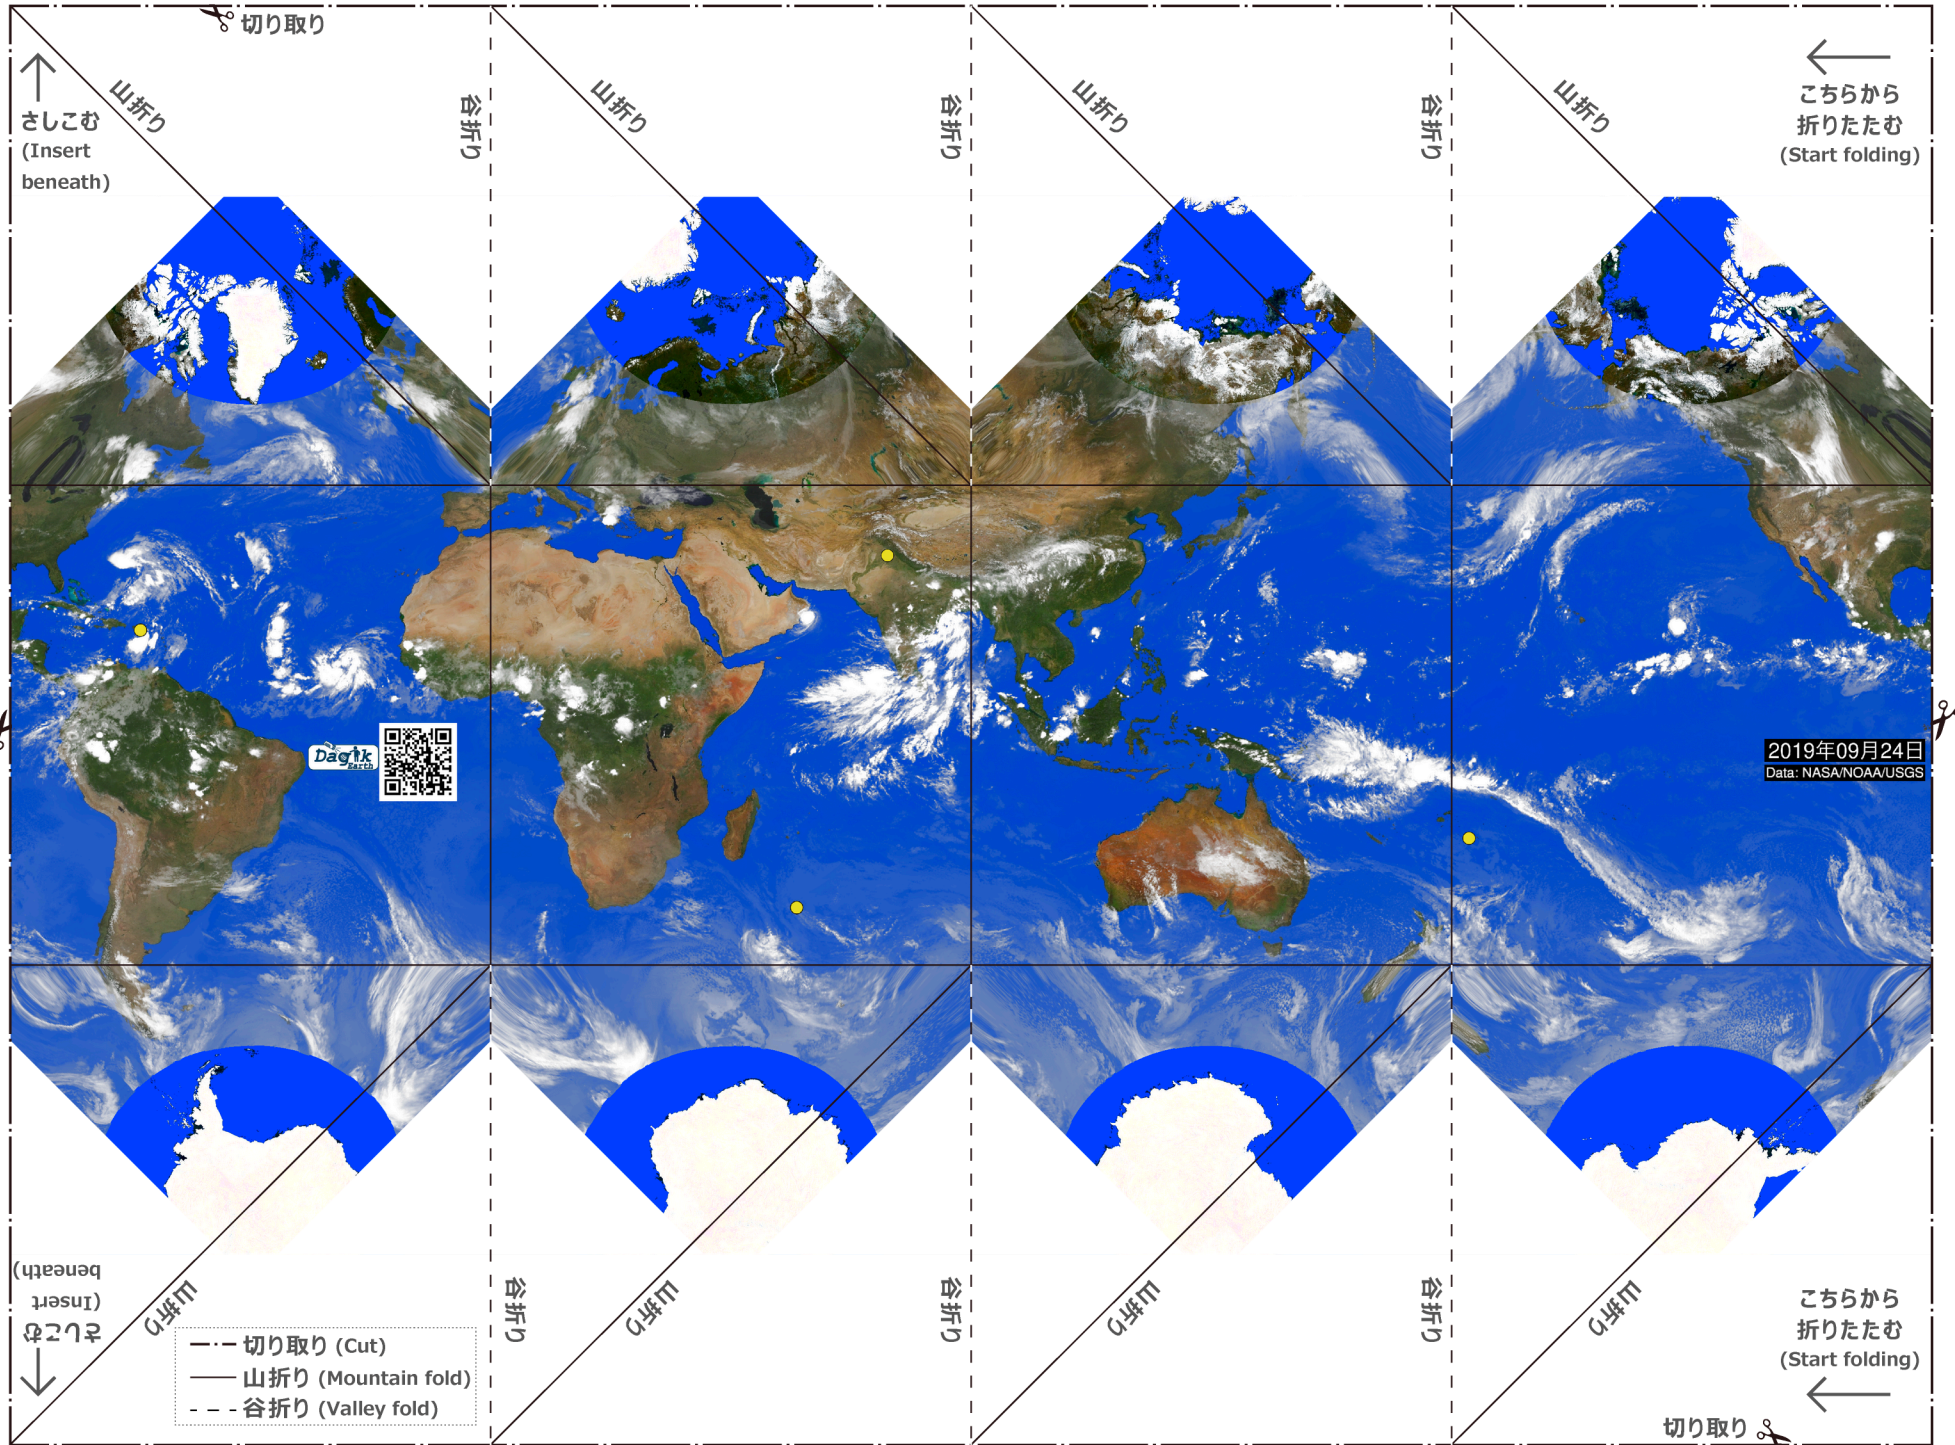 切り取り
さしこむ
(Insert
beneath)
山折り
谷折り
山折り
谷折り
山折り
谷折り
山折り
こちらから
折りたたむ
(Start folding)
Dagik
Earth
2019年09月24日
Data: NASA/NOAA/USGS
さしこむ
(Insert
beneath)
山折り
谷折り
山折り
谷折り
山折り
谷折り
山折り
こちらから
折りたたむ
(Start folding)
切り取り (Cut)
山折り (Mountain fold)
谷折り (Valley fold)
切り取り